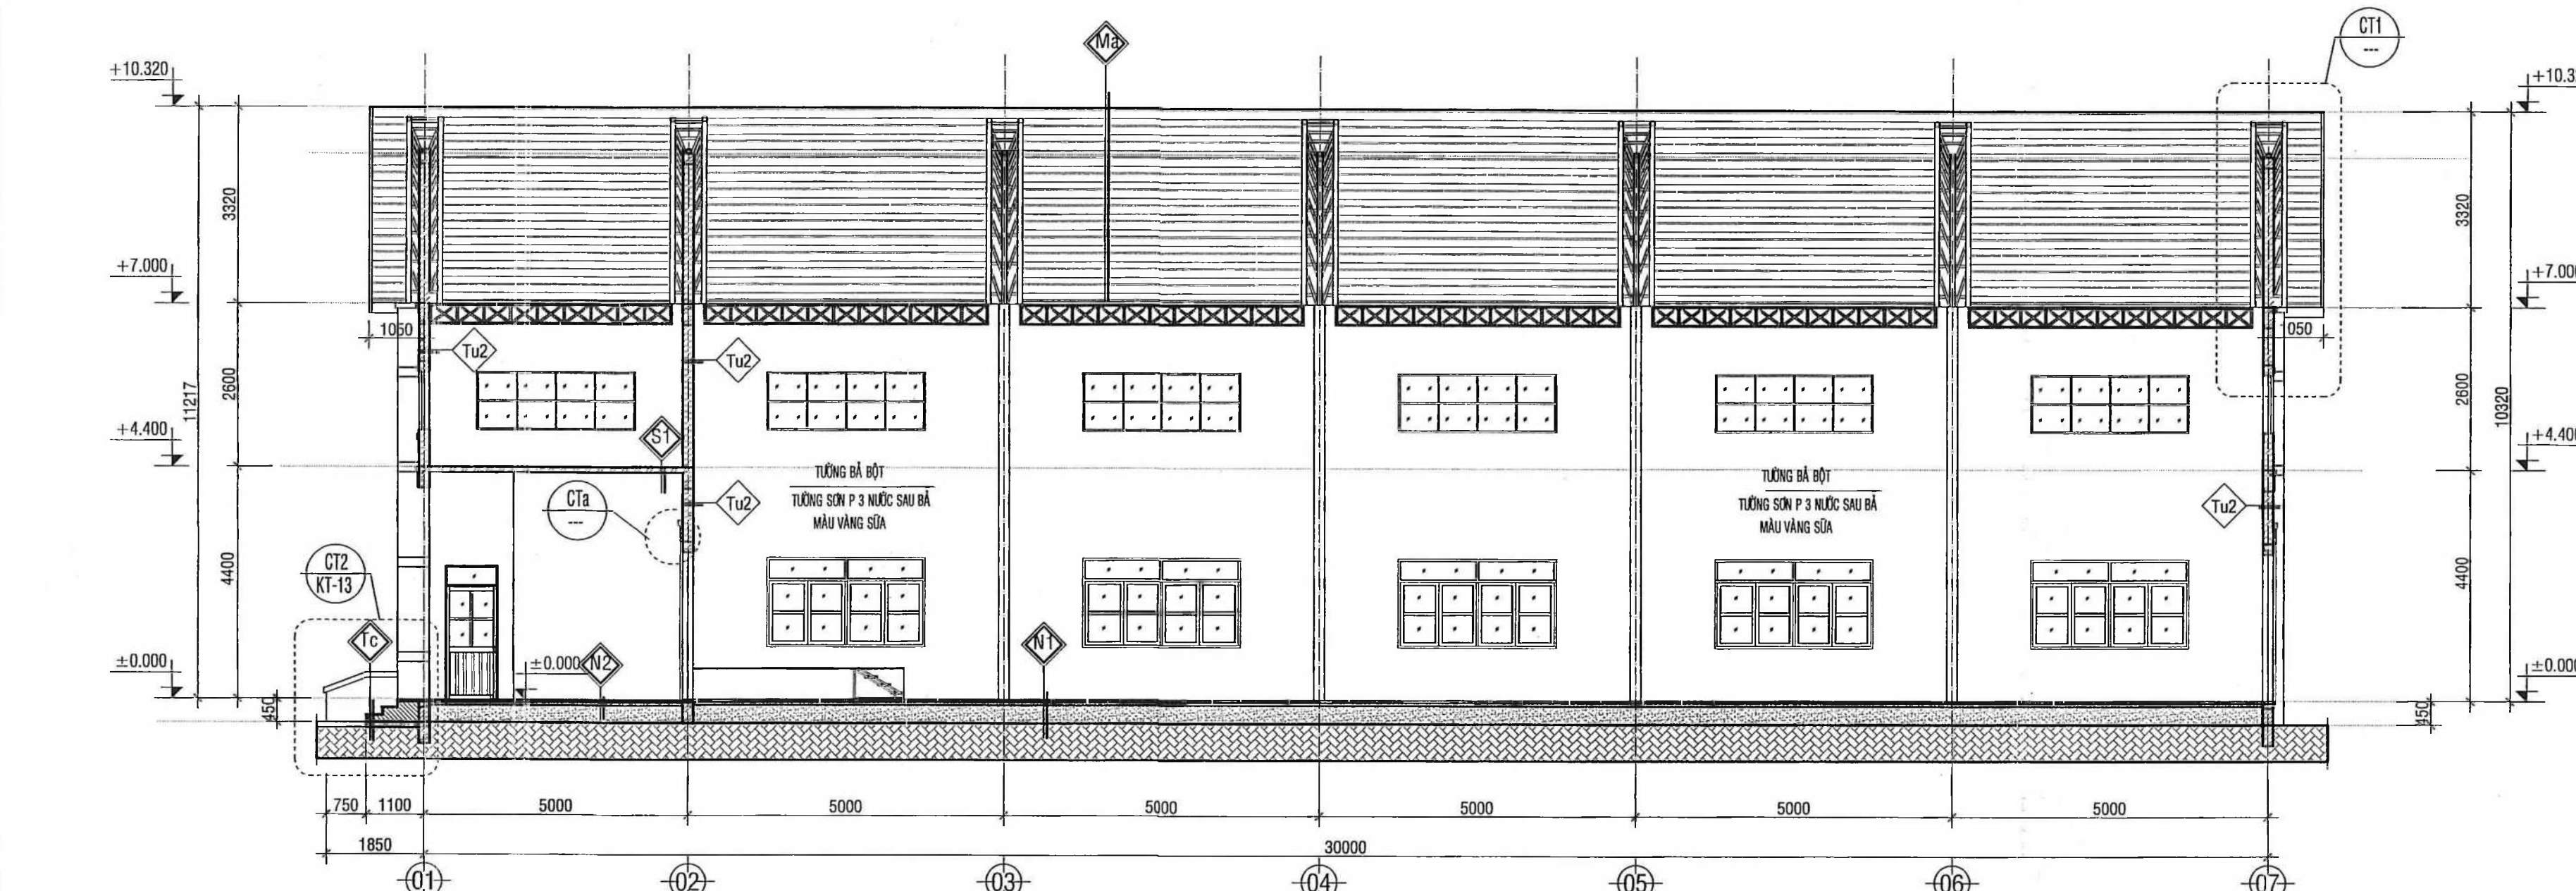 CT1
---
Ma
+10.320
+10.3
3320
3320
+7.000
+7.000
1050
050
Tu2
Tu2
11217
2600
2600
10320
+4.400
+4.400
S1
TƯỜNG BẢ BỘT
TƯỜNG SƠN P 3 NƯỚC SAU BẢ
MÀU VÀNG SỮA
TƯỜNG BẢ BỘT
TƯỜNG SƠN P 3 NƯỚC SAU BẢ
MÀU VÀNG SỮA
CTa
---
Tu2
Tu2
CT2
KT-13
4400
4400
Tc
N1
±0.000
±0.000
N2
±0.000
450
450
750 1100 5000 5000 5000 5000 5000 5000
1850 30000
01 02 03 04 05 06 07